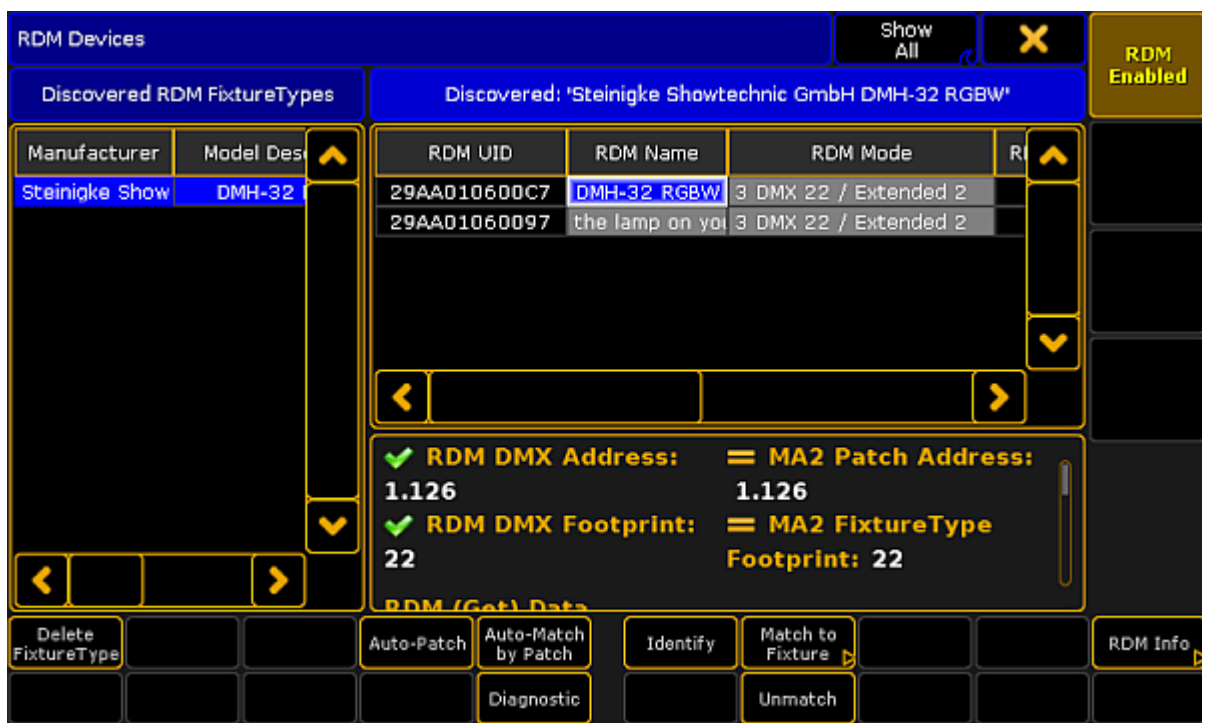 RDM Devices
Show
All
RDM
Enabled
Discovered RDM FixtureTypes
Discovered: 'Steinigke Showtechnic GmbH DMH-32 RGBW'
Manufacturer Model Des
RDM UID RDM Name RDM Mode
Steinigke Show DMH-32
29AA010600C7 DMH-32 RGBW 3 DMX 22 / Extended 2
29AA01060097 the lamp on you 3 DMX 22 / Extended 2
RDM DMX Address: = MA2 Patch Address:
1.126 1.126
RDM DMX Footprint: = MA2 FixtureType
22 Footprint: 22
RDM (Get) Data
Delete
FixtureType
Auto-Patch
Auto-Match
by Patch
Identify
Match to
Fixture
RDM Info
Diagnostic
Unmatch